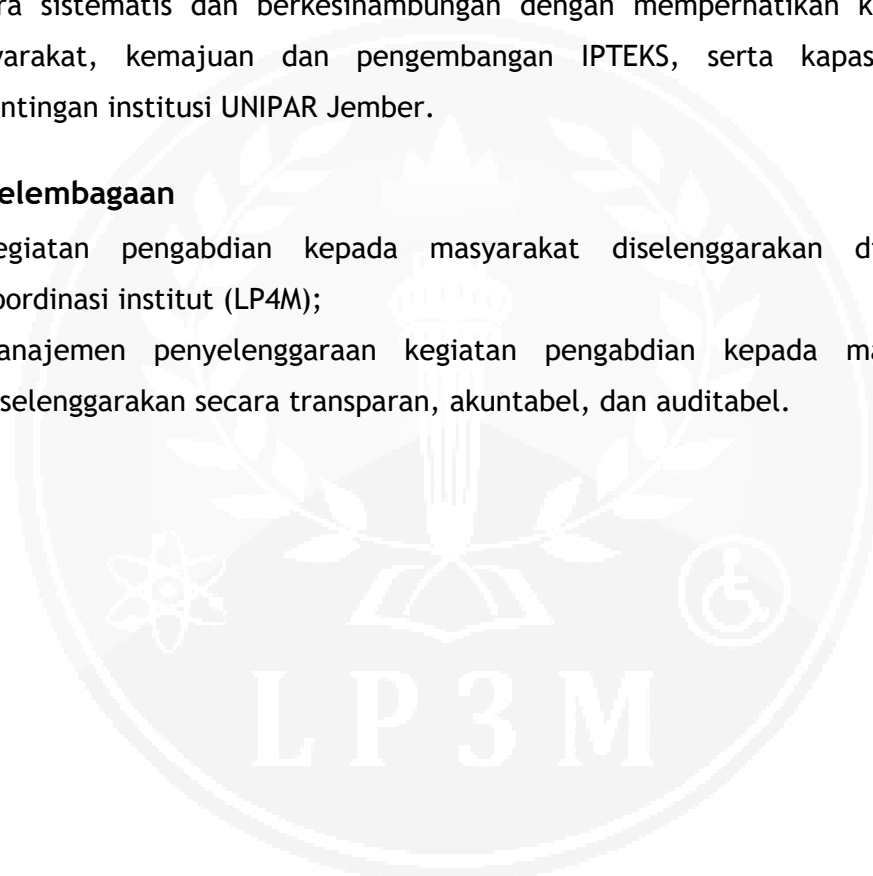 ra sistematis dan berkesinambungan dengan memperhatikan k
yarakat, kemajuan dan pengembangan IPTEKS, serta kapas
ntingan institusi UNIPAR Jember.
elembagaan
egiatan pengabdian kepada masyarakat diselenggarakan di
oordinasi institut (LP4M);
anajemen penyelenggaraan kegiatan pengabdian kepada ma
selenggarakan secara transparan, akuntabel, dan auditabel.
LP3M